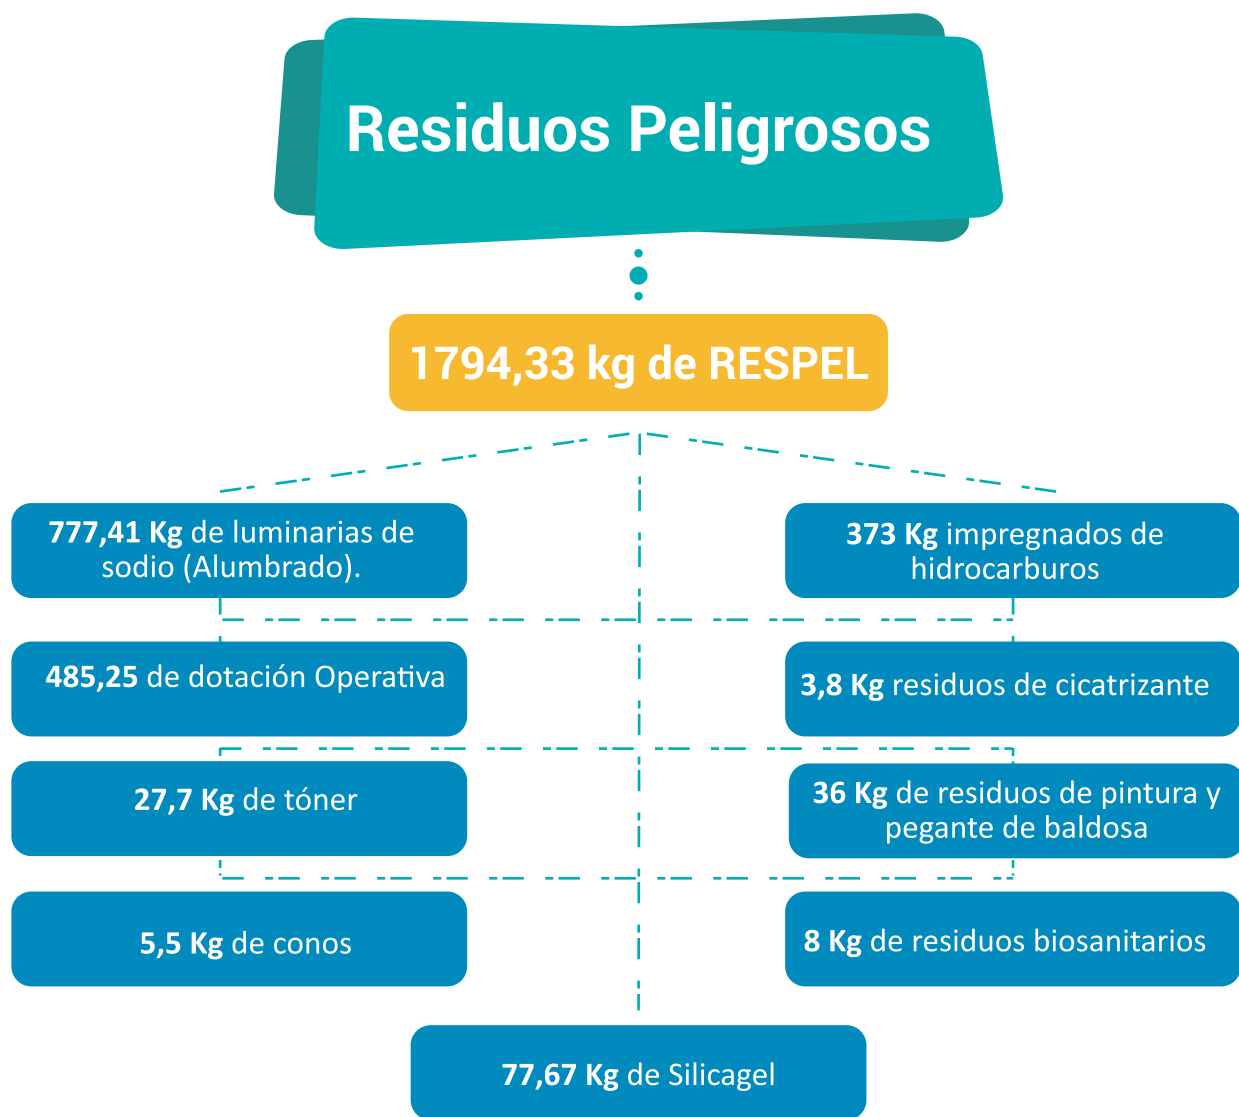 Residuos Peligrosos
1794,33 kg de RESPEL
777,41 Kg de luminarias de
sodio (Alumbrado).
373 Kg impregnados de
hidrocarburos
485,25 de dotación Operativa
3,8 Kg residuos de cicatrizante
27,7 Kg de tóner
36 Kg de residuos de pintura y
pegante de baldosa
5,5 Kg de conos
8 Kg de residuos biosanitarios
77,67 Kg de Silicagel